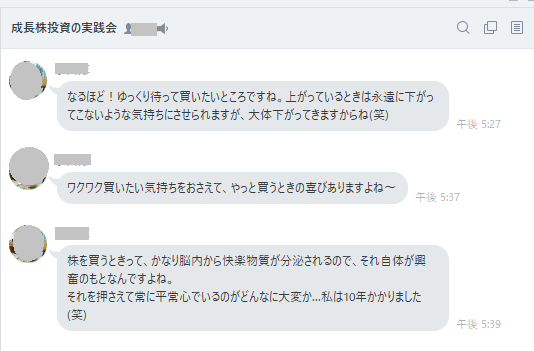 成長株投資の実践会
なるほど！ゆっくり待って買いたいところですね。上がっているときは永遠に下がっ
てこないような気持ちにさせられますが、大体下がってきますからね(笑)
午後 5:27
ワクワク買いたい気持ちをおさえて、やっと買うときの喜びありますよね～
午後 5:37
株を買うときって、かなり脳内から快楽物質が分泌されるので、それ自体が興
奮のもとなんですよね。
それを押さえて常に平常心でいるのがどんなに大変か...私は10年かかりました
(笑)
午後 5:39